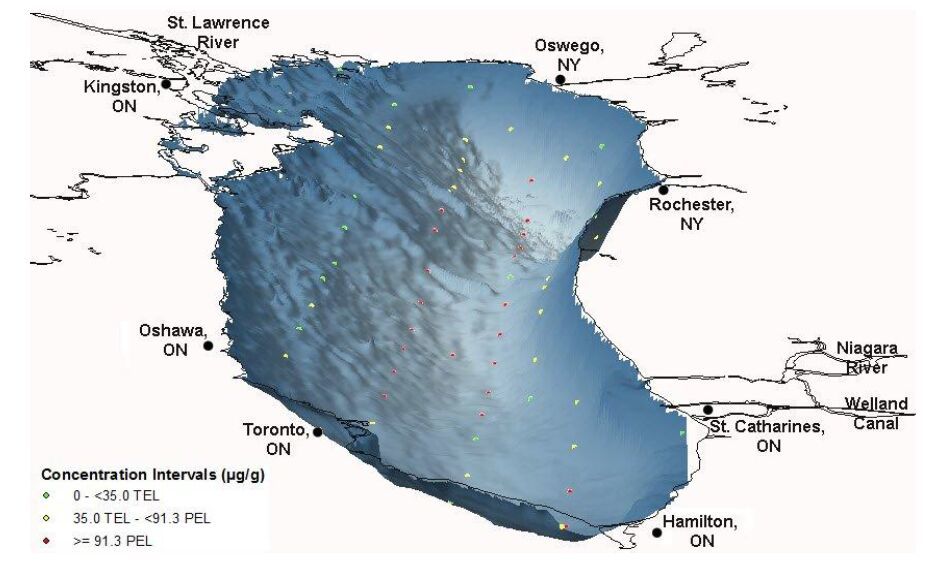 St. Lawrence
River
Oswego,
NY
Kingston,
ON
Rochester,
NY
Oshawa,
ON
Niagara
River
Welland
Canal
St. Catharines,
ON
Toronto,
ON
Hamilton,
ON
Concentration Intervals (µg/g)
0 - <35.0 TEL
35.0 TEL - <91.3 PEL
>= 91.3 PEL